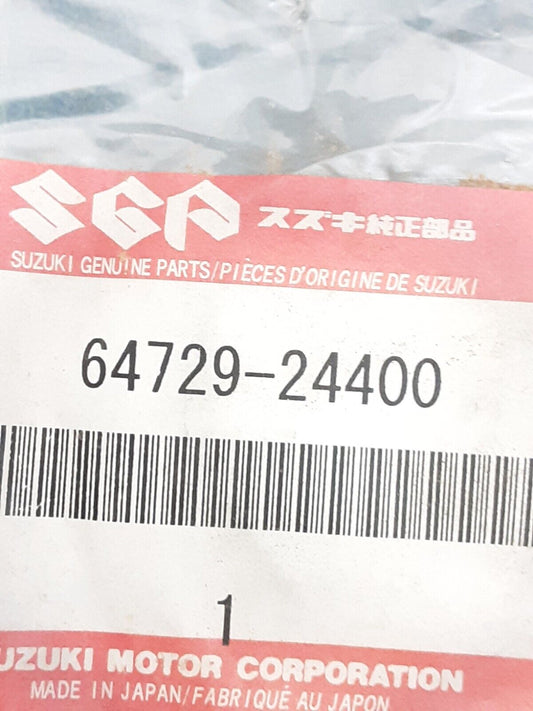 SGP スズキ純正部品
SUZUKI GENUINE PARTS/PIÈCES D'ORIGINE DE SUZUKI
64729-24400
1
UZUKI MOTOR CORPORATION
MADE IN JAPAN/FABRIQUÉ AU JAPON